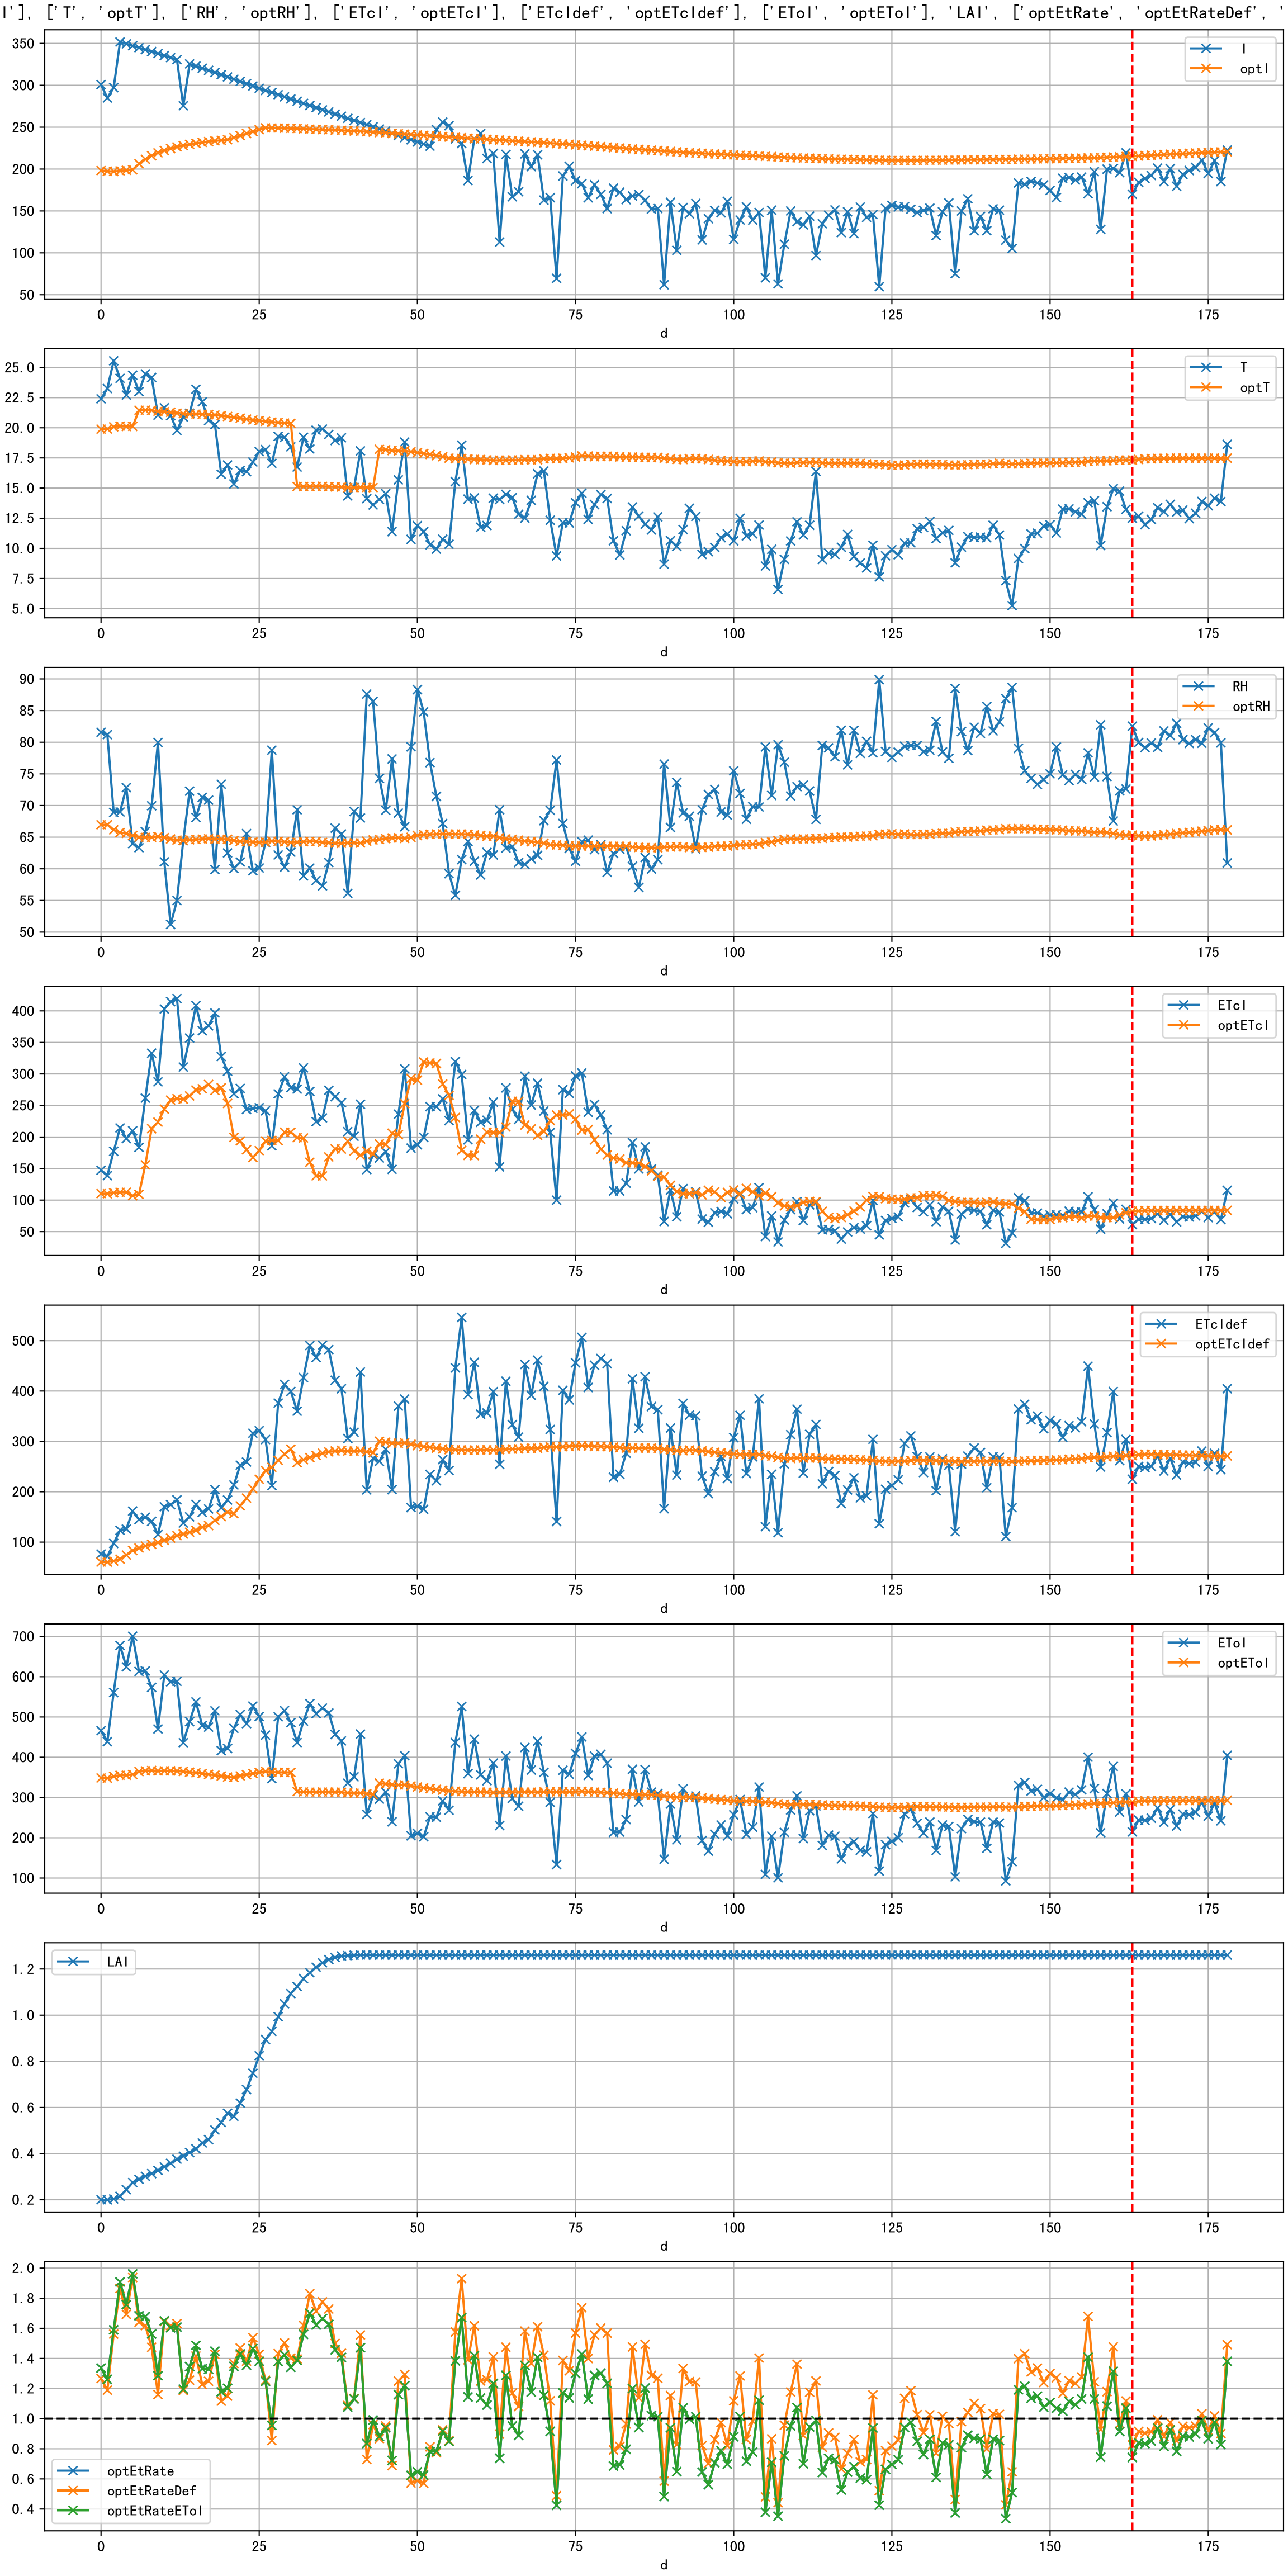 I'], ['T', 'optT'], ['RH', 'optRH'], ['ETcI', 'optETcI'], ['ETcIdef', 'optETcIdef'], ['EToI', 'optEToI'], 'LAI', ['optEtRate', 'optEtRateDef', '
350
300
250
200
150
100
50
I
optI
0 25 50 75 100 125 150 175
d
25.0
22.5
20.0
17.5
15.0
12.5
10.0
7.5
5.0
T
optT
0 25 50 75 100 125 150 175
d
90
85
80
75
70
65
60
55
50
RH
optRH
0 25 50 75 100 125 150 175
d
400
350
300
250
200
150
100
50
ETcI
optETcI
0 25 50 75 100 125 150 175
d
500
400
300
200
100
ETcIdef
optETcIdef
0 25 50 75 100 125 150 175
d
700
600
500
400
300
200
100
EToI
optEToI
0 25 50 75 100 125 150 175
d
1.2
1.0
0.8
0.6
0.4
0.2
LAI
0 25 50 75 100 125 150 175
d
2.0
1.8
1.6
1.4
1.2
1.0
0.8
0.6
0.4
optEtRate
optEtRateDef
optEtRateEToI
0 25 50 75 100 125 150 175
d